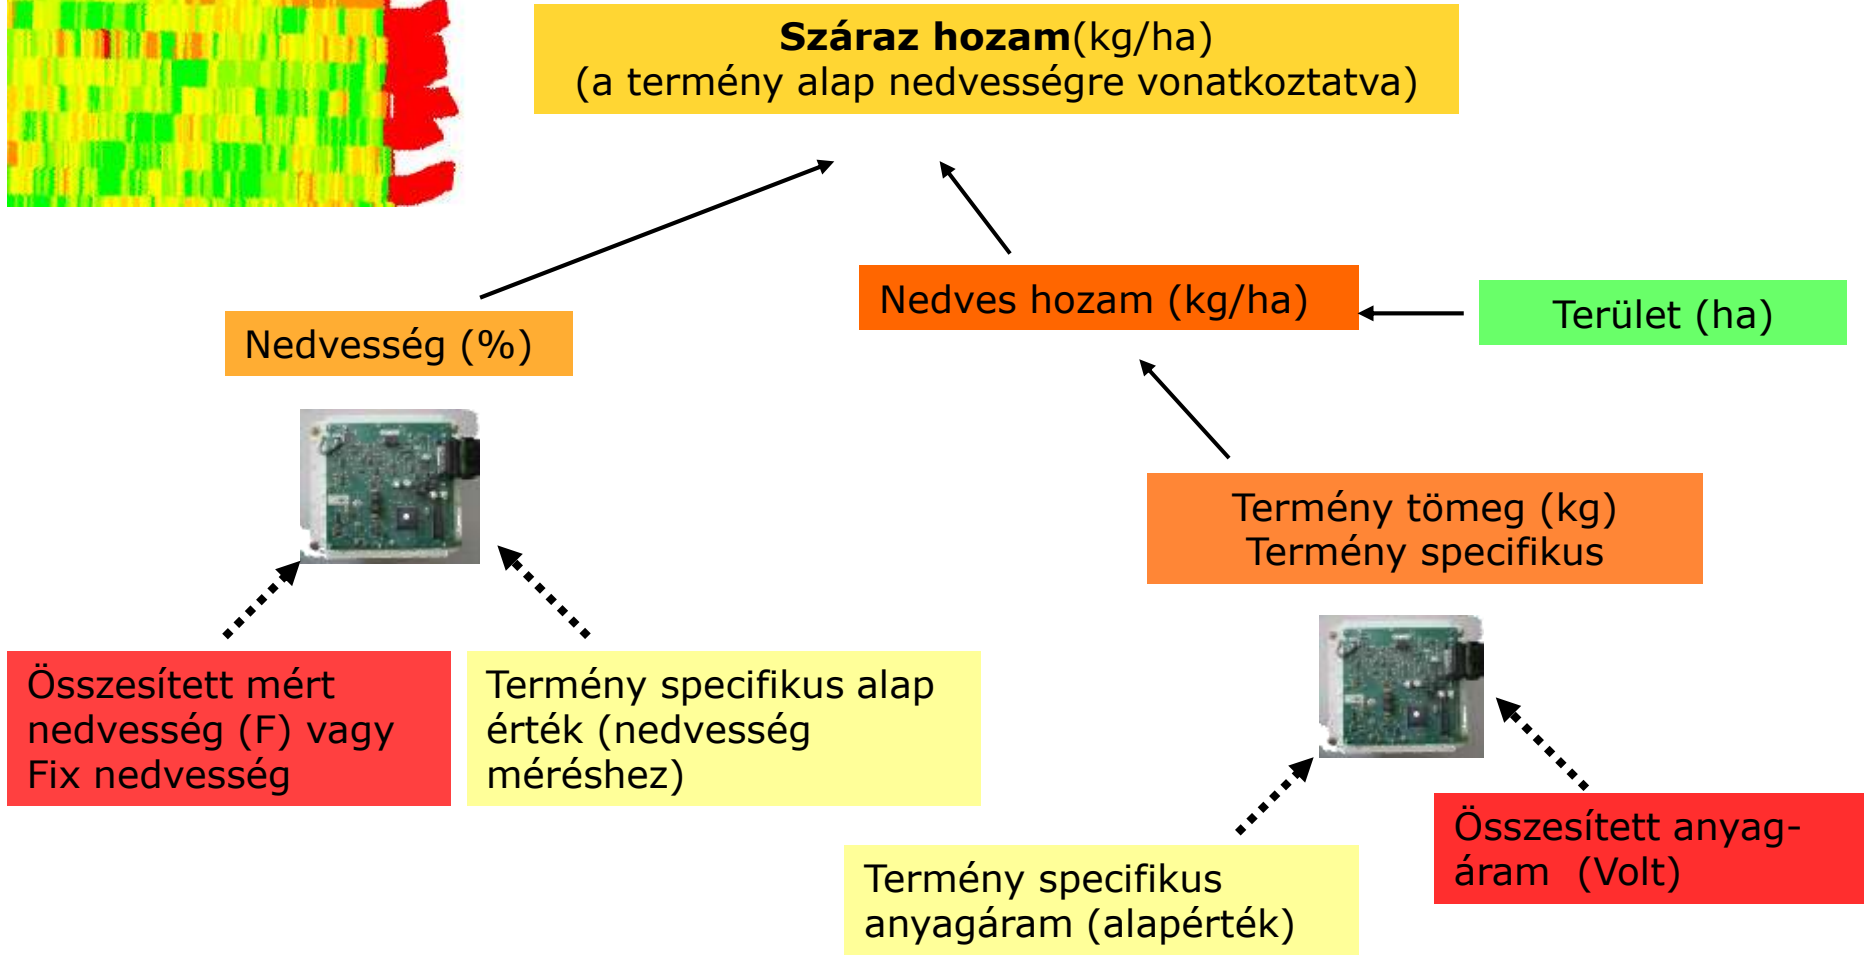 Száraz hozam(kg/ha)
(a termény alap nedvességre vonatkoztatva)
Nedves hozam (kg/ha)
Terület (ha)
Nedvesség (%)
Termény tömeg (kg)
Termény specifikus
Összesített mért
nedvesség (F) vagy
Fix nedvesség
Termény specifikus alap
érték (nedvesség
méréshez)
Összesített anyag-
áram (Volt)
Termény specifikus
anyagáram (alapérték)